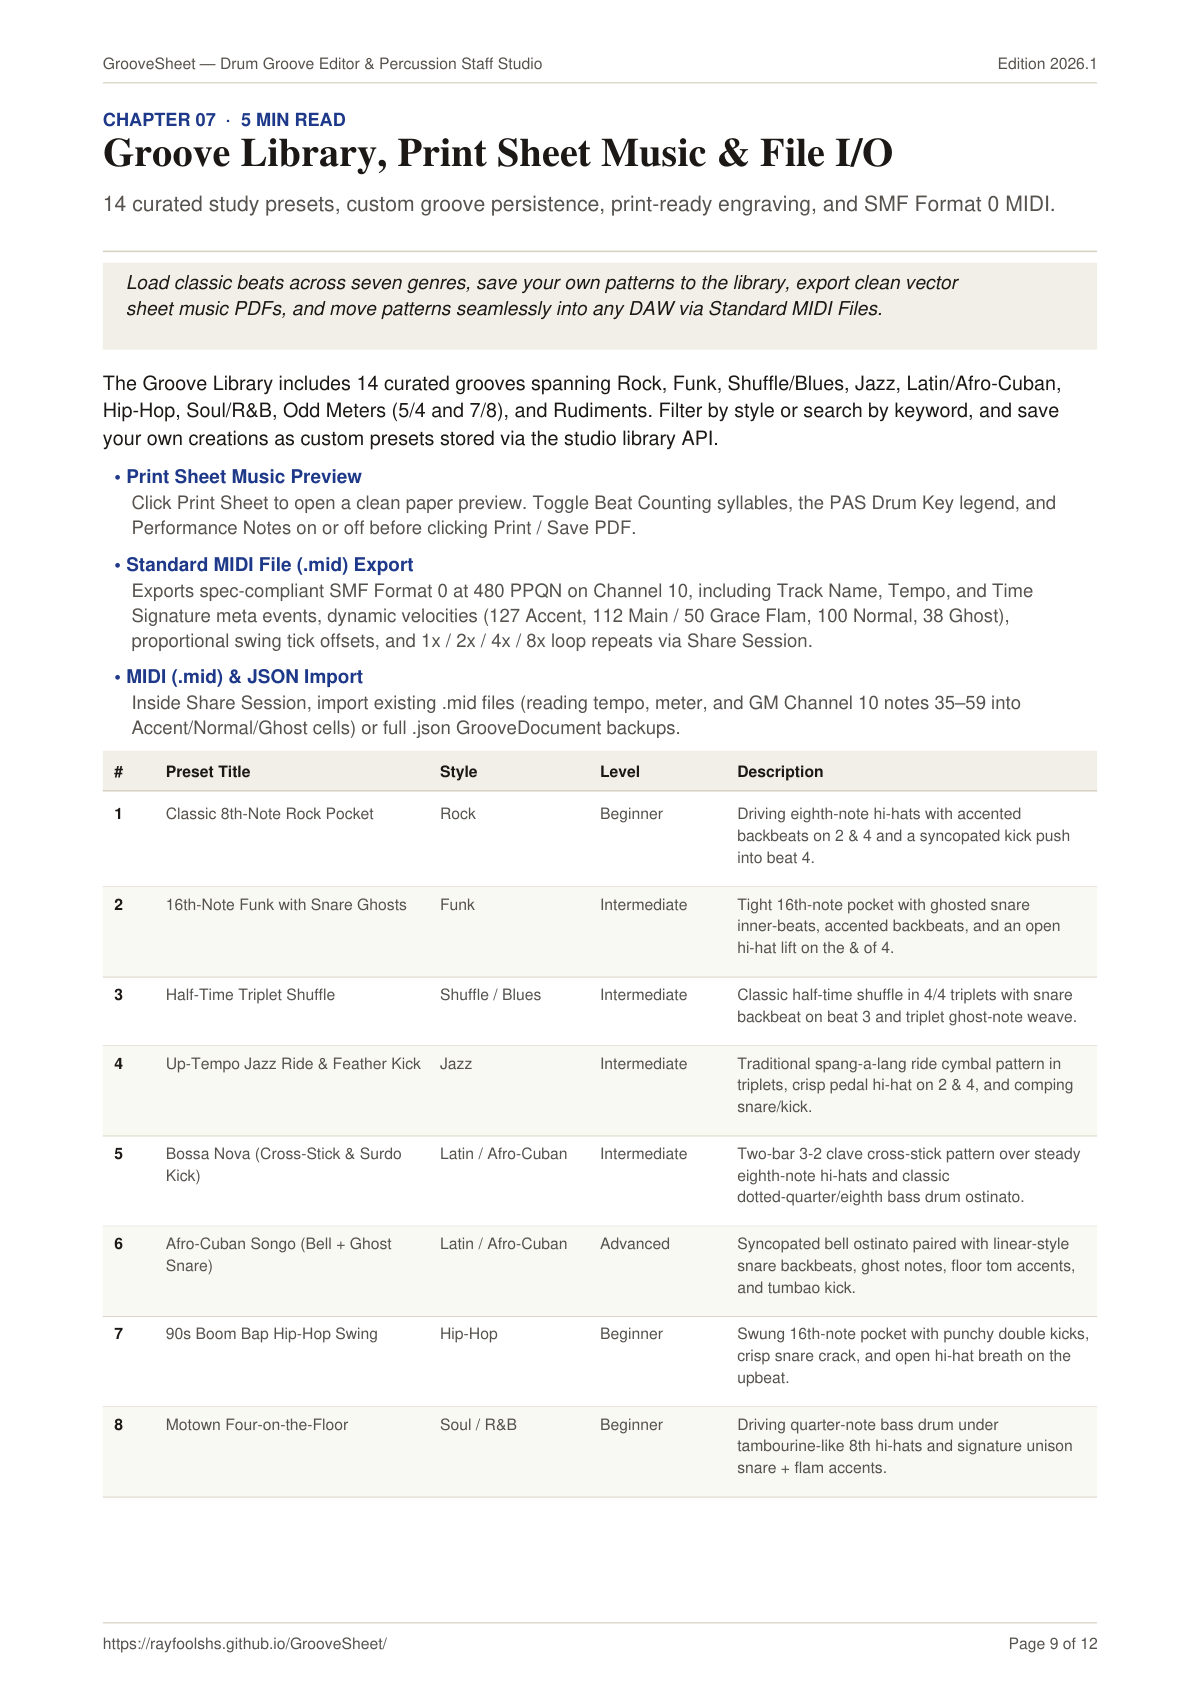 GrooveSheet — Drum Groove Editor & Percussion Staff Studio
Edition 2026.1
CHAPTER 07 · 5 MIN READ
Groove Library, Print Sheet Music & File I/O
14 curated study presets, custom groove persistence, print-ready engraving, and SMF Format 0 MIDI.
Load classic beats across seven genres, save your own patterns to the library, export clean vector
sheet music PDFs, and move patterns seamlessly into any DAW via Standard MIDI Files.
The Groove Library includes 14 curated grooves spanning Rock, Funk, Shuffle/Blues, Jazz, Latin/Afro-Cuban,
Hip-Hop, Soul/R&B, Odd Meters (5/4 and 7/8), and Rudiments. Filter by style or search by keyword, and save
your own creations as custom presets stored via the studio library API.
• Print Sheet Music Preview
Click Print Sheet to open a clean paper preview. Toggle Beat Counting syllables, the PAS Drum Key legend, and
Performance Notes on or off before clicking Print / Save PDF.
• Standard MIDI File (.mid) Export
Exports spec-compliant SMF Format 0 at 480 PPQN on Channel 10, including Track Name, Tempo, and Time
Signature meta events, dynamic velocities (127 Accent, 112 Main / 50 Grace Flam, 100 Normal, 38 Ghost),
proportional swing tick offsets, and 1x / 2x / 4x / 8x loop repeats via Share Session.
• MIDI (.mid) & JSON Import
Inside Share Session, import existing .mid files (reading tempo, meter, and GM Channel 10 notes 35–59 into
Accent/Normal/Ghost cells) or full .json GrooveDocument backups.
# Preset Title Style Level Description
1 Classic 8th-Note Rock Pocket Rock Beginner Driving eighth-note hi-hats with accented
backbeats on 2 & 4 and a syncopated kick push
into beat 4.
2 16th-Note Funk with Snare Ghosts Funk Intermediate Tight 16th-note pocket with ghosted snare
inner-beats, accented backbeats, and an open
hi-hat lift on the & of 4.
3 Half-Time Triplet Shuffle Shuffle / Blues Intermediate Classic half-time shuffle in 4/4 triplets with snare
backbeat on beat 3 and triplet ghost-note weave.
4 Up-Tempo Jazz Ride & Feather Kick Jazz Intermediate Traditional spang-a-lang ride cymbal pattern in
triplets, crisp pedal hi-hat on 2 & 4, and comping
snare/kick.
5 Bossa Nova (Cross-Stick & Surdo Latin / Afro-Cuban Intermediate Two-bar 3-2 clave cross-stick pattern over steady
Kick) eighth-note hi-hats and classic
dotted-quarter/eighth bass drum ostinato.
6 Afro-Cuban Songo (Bell + Ghost Latin / Afro-Cuban Advanced Syncopated bell ostinato paired with linear-style
Snare) snare backbeats, ghost notes, floor tom accents,
and tumbao kick.
7 90s Boom Bap Hip-Hop Swing Hip-Hop Beginner Swung 16th-note pocket with punchy double kicks,
crisp snare crack, and open hi-hat breath on the
upbeat.
8 Motown Four-on-the-Floor Soul / R&B Beginner Driving quarter-note bass drum under
tambourine-like 8th hi-hats and signature unison
snare + flam accents.
https://rayfoolshs.github.io/GrooveSheet/
Page 9 of 12